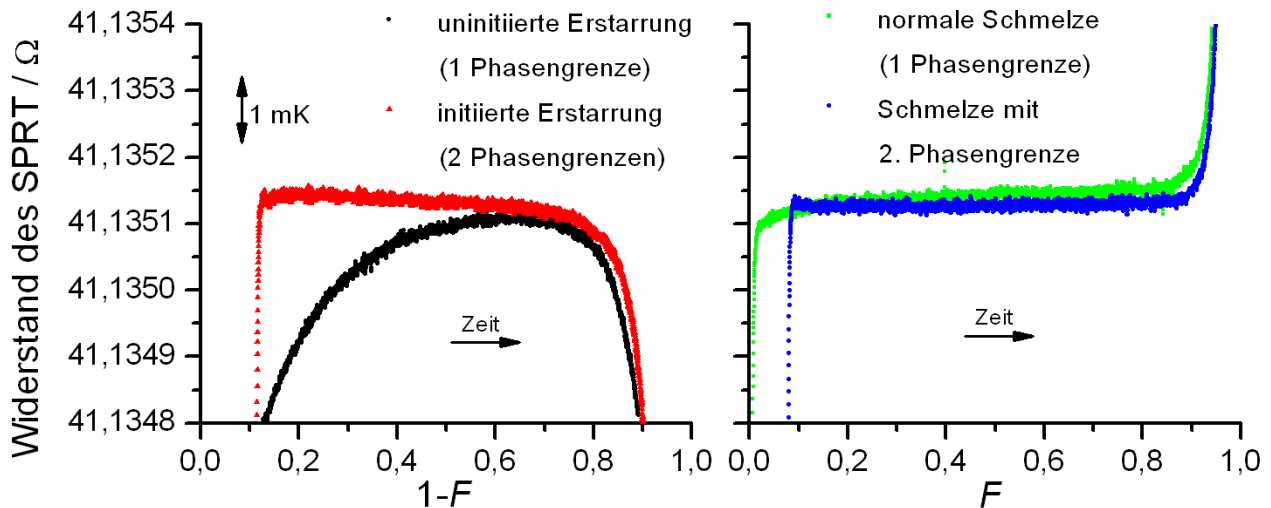 Widerstand des SPRT / Ω
41,1354
41,1353
41,1352
41,1351
41,1350
41,1349
41,1348
1 mK
uninitiierte Erstarrung
(1 Phasengrenze)
initiierte Erstarrung
(2 Phasengrenzen)
Zeit
0,0 0,2 0,4 0,6 0,8 1,0
1-F
normale Schmelze
(1 Phasengrenze)
Schmelze mit
2. Phasengrenze
Zeit
0,0 0,2 0,4 0,6 0,8 1,0
F